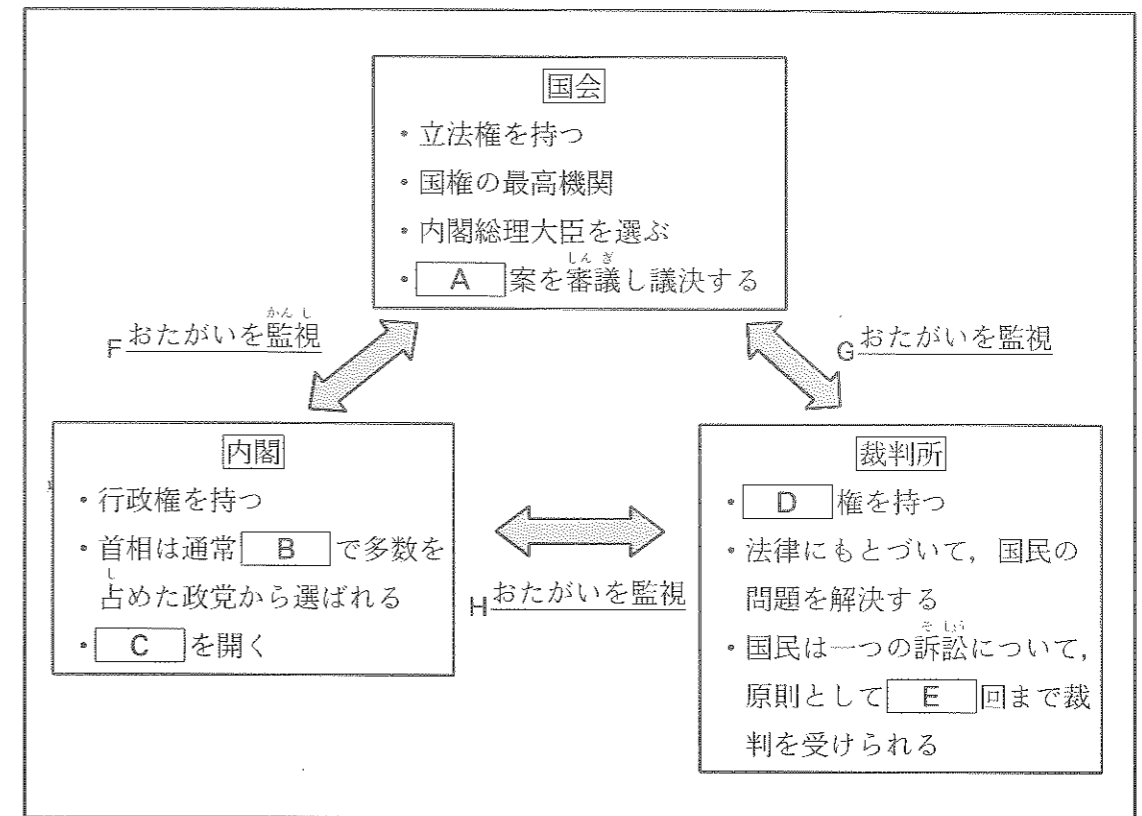 国会
・立法権を持つ
・国権の最高機関
・内閣総理大臣を選ぶ
しんぎ
・A案を審議し議決する
かんし
Fおたがいを監視
Gおたがいを監視
内閣
・行政権を持つ
・首相は通常Bで多数を
し
占めた政党から選ばれる
・Cを開く
Hおたがいを監視
裁判所
・D権を持つ
・法律にもとづいて，国民の
問題を解決する
そしょう
・国民は一つの訴訟について，
原則としてE回まで裁
判を受けられる